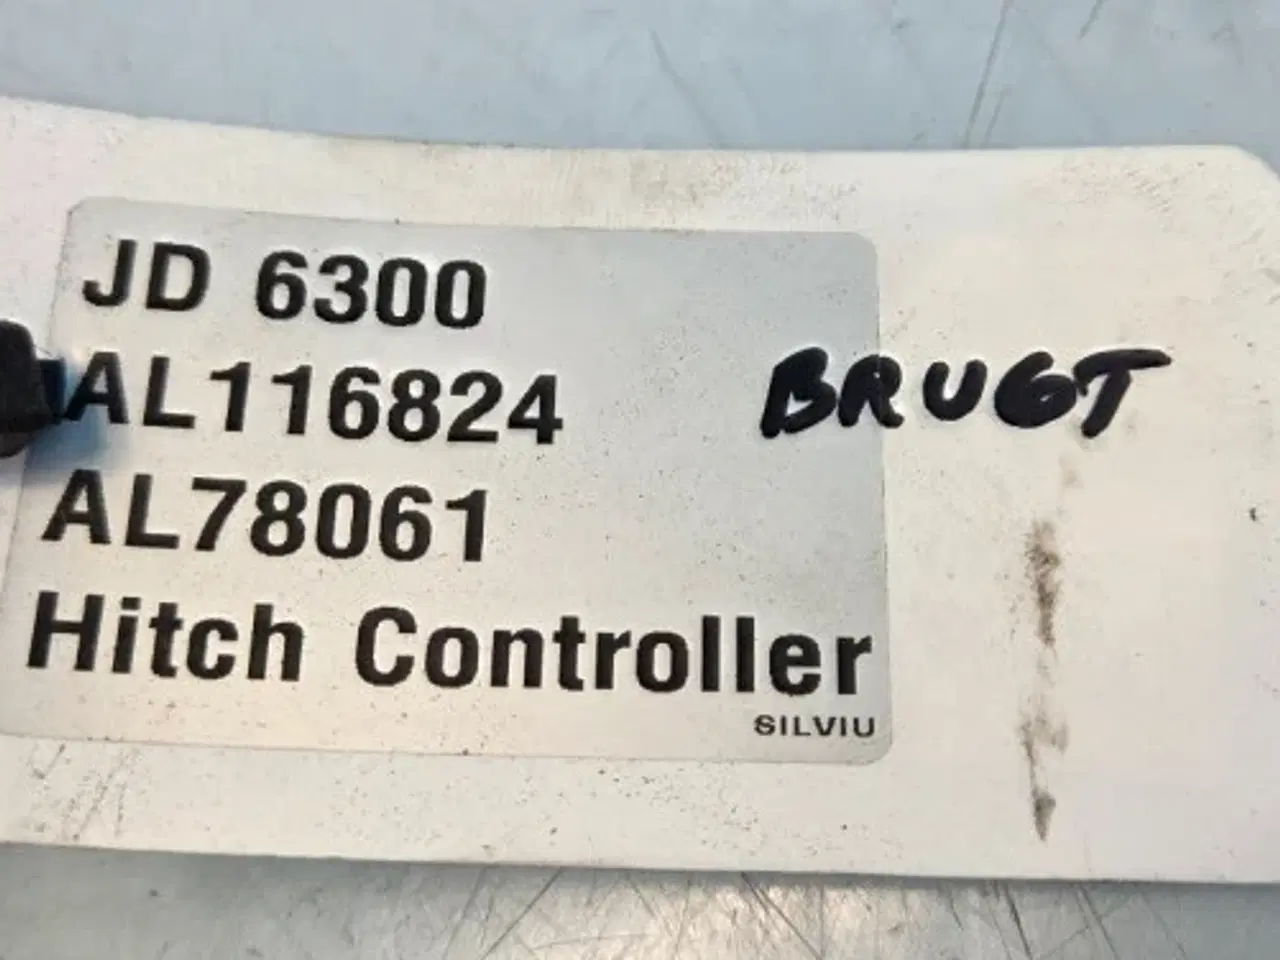 JD 6300
AL116824
BRUGT
AL78061
Hitch Controller
SILVIU